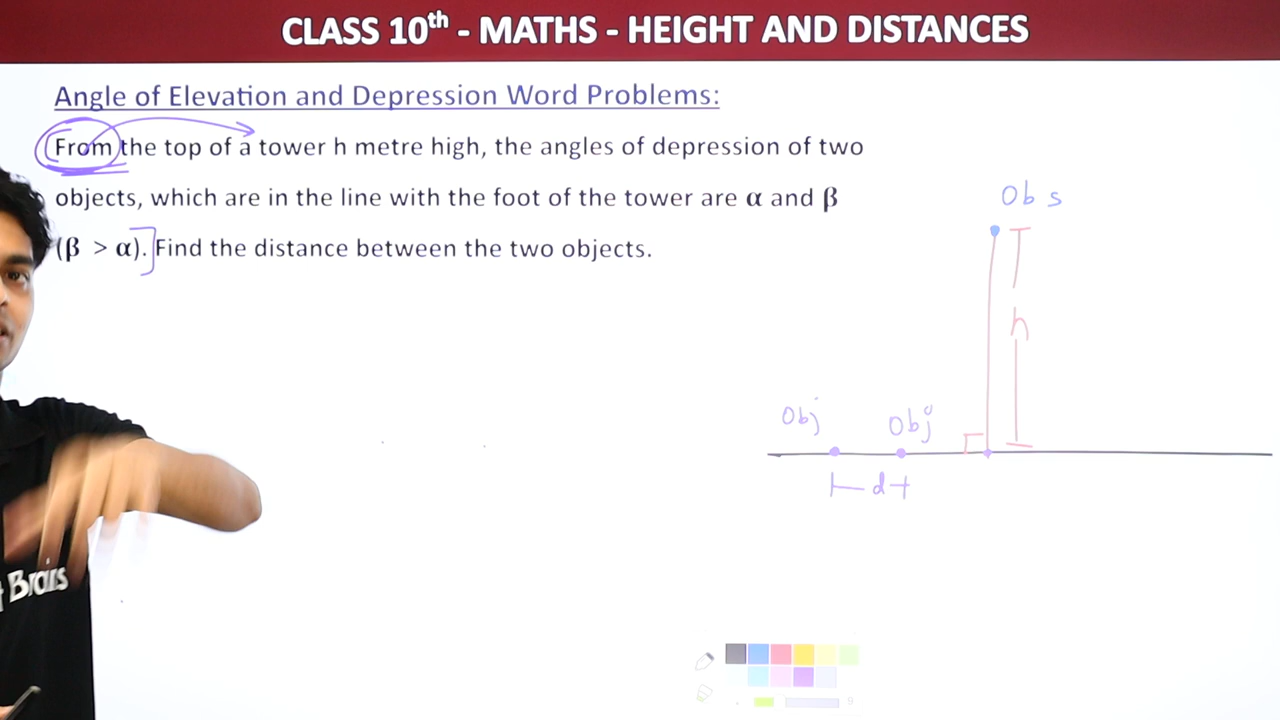 CLASS 10th - MATHS - HEIGHT AND DISTANCES
Angle of Elevation and Depression Word Problems:
From the top of a tower h metre high, the angles of depression of two
objects, which are in the line with the foot of the tower are α and β
(β > α). Find the distance between the two objects.
Obs
h
Obj
Obj
d